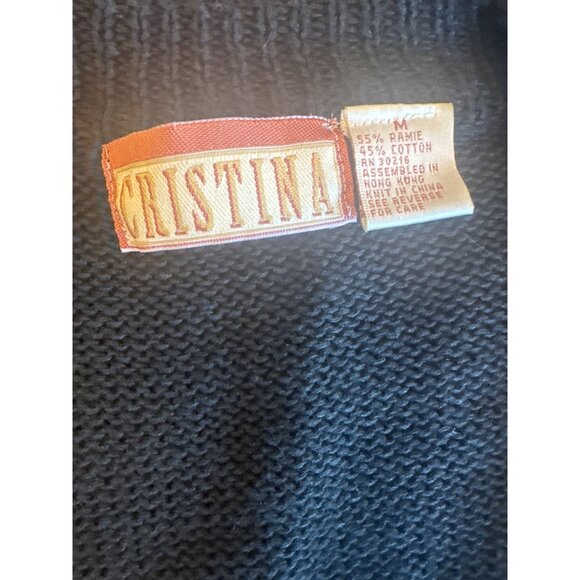 CRISTINA
M
55% RAMIE
45% COTTON
RN 30216
ASSEMBLED IN
HONG KONG
KNIT IN CHINA
SEE REVERSE
FOR CARE